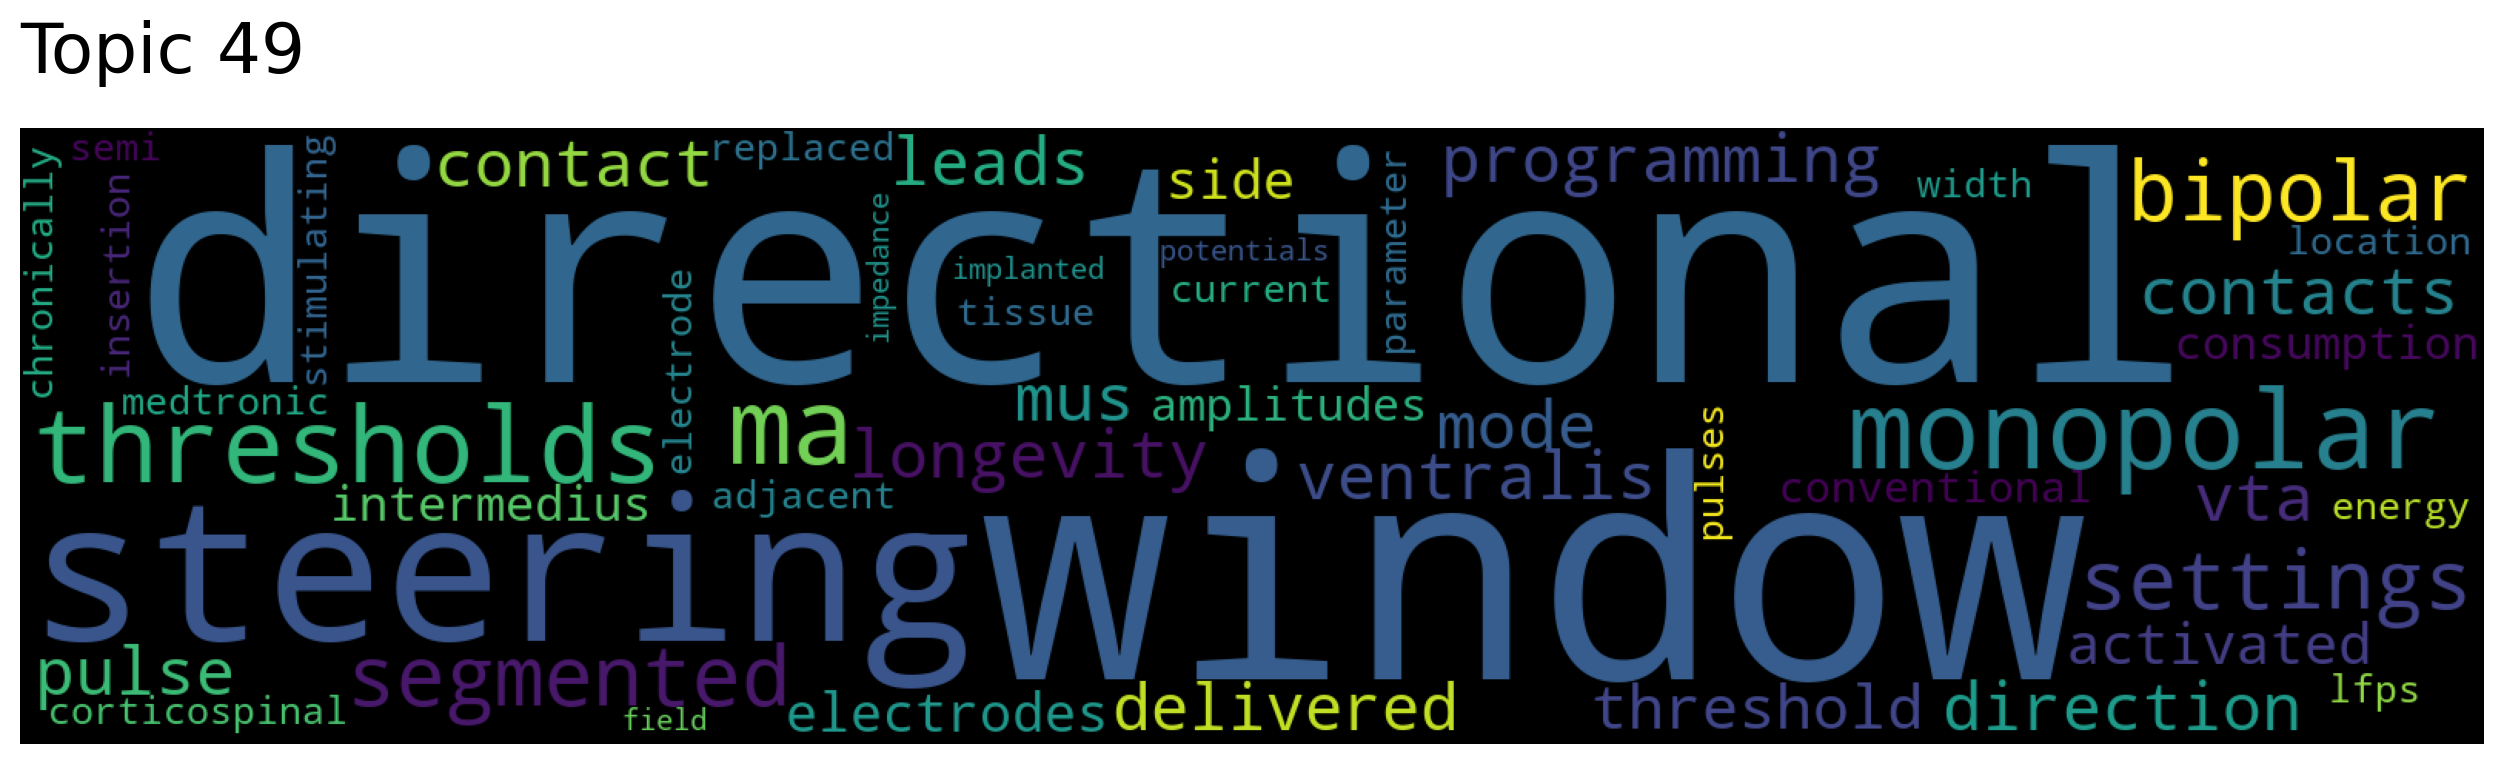 Topic 49
semi
chronically
insertion
stimulating
directional
contact
replaced
leads
side
programming
width
bipolar
location
contacts
consumption
impedance
electrode
implanted
tissue
potentials
current
parameter
medtronic
thresholds
intermedius
ma
mus
amplitudes
longevity
adjacent
mode
ventralis
pulses
monopolar
conventional
vta
energy
steering
window
settings
activated
pulse
corticospinal
segmented
field
electrodes
delivered
threshold
direction
lfps